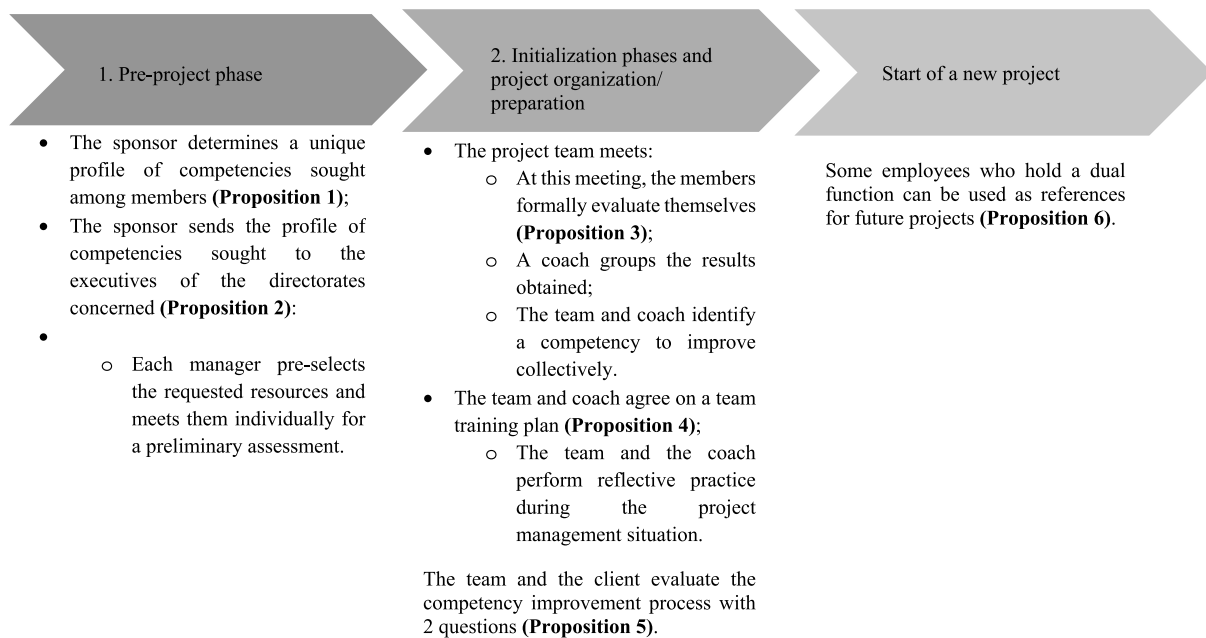 1. Pre-project phase
• The sponsor determines a unique
profile of competencies sought
among members (Proposition 1);
• The sponsor sends the profile of
competencies sought to the
executives of the directorates
concerned (Proposition 2):
•
o Each manager pre-selects
the requested resources and
meets them individually for
a preliminary assessment.
2. Initialization phases and
project organization/
preparation
• The project team meets:
o At this meeting, the members
formally evaluate themselves
(Proposition 3);
o A coach groups the results
obtained;
o The team and coach identify
a competency to improve
collectively.
• The team and coach agree on a team
training plan (Proposition 4);
o The team and the coach
perform reflective practice
during the project
management situation.
The team and the client evaluate the
competency improvement process with
2 questions (Proposition 5).
Start of a new project
Some employees who hold a dual
function can be used as references
for future projects (Proposition 6).